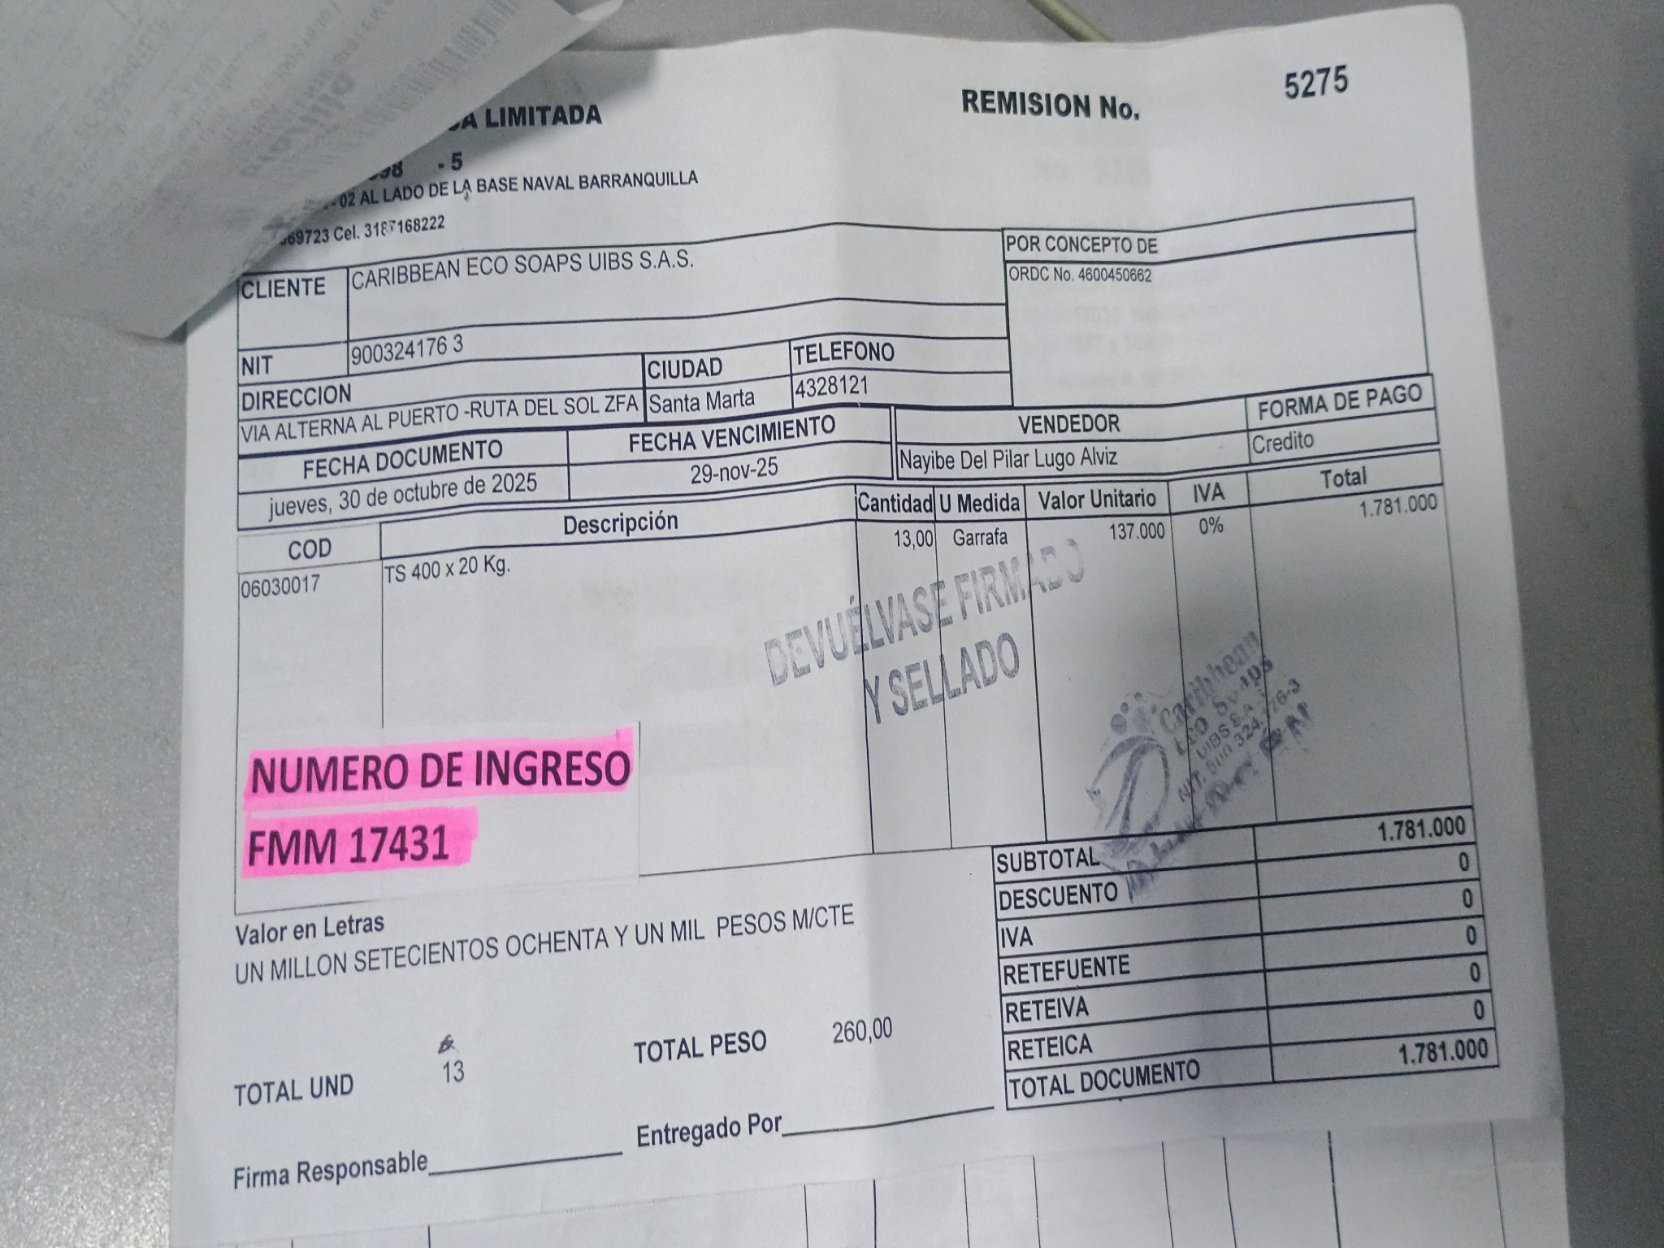 LIMITADA
REMISION No. 5275
- 5
02 AL LADO DE LA BASE NAVAL BARRANQUILLA
69723 Cel. 3187168222
CLIENTE CARIBBEAN ECO SOAPS UIBS S.A.S.
POR CONCEPTO DE
ORDC No. 4600450662
NIT 900324176 3
DIRECCION CIUDAD TELEFONO
VIA ALTERNA AL PUERTO -RUTA DEL SOL ZFA Santa Marta 4328121
FECHA DOCUMENTO FECHA VENCIMIENTO VENDEDOR FORMA DE PAGO
jueves, 30 de octubre de 2025 29-nov-25 Nayibe Del Pilar Lugo Alviz Credito
COD Descripción Cantidad U Medida Valor Unitario IVA Total
06030017 TS 400 x 20 Kg. 13,00 Garrafa 137.000 0% 1.781.000
DEVUÉLVASE FIRMADO
Y SELLADO
Caribbean
NUMERO DE INGRESO
FMM 17431
SUBTOTAL 1.781.000
DESCUENTO 0
IVA 0
RETEFUENTE 0
RETEIVA 0
RETEICA 0
TOTAL DOCUMENTO 1.781.000
Valor en Letras
UN MILLON SETECIENTOS OCHENTA Y UN MIL PESOS M/CTE
TOTAL UND 13 TOTAL PESO 260,00
Firma Responsable Entregado Por